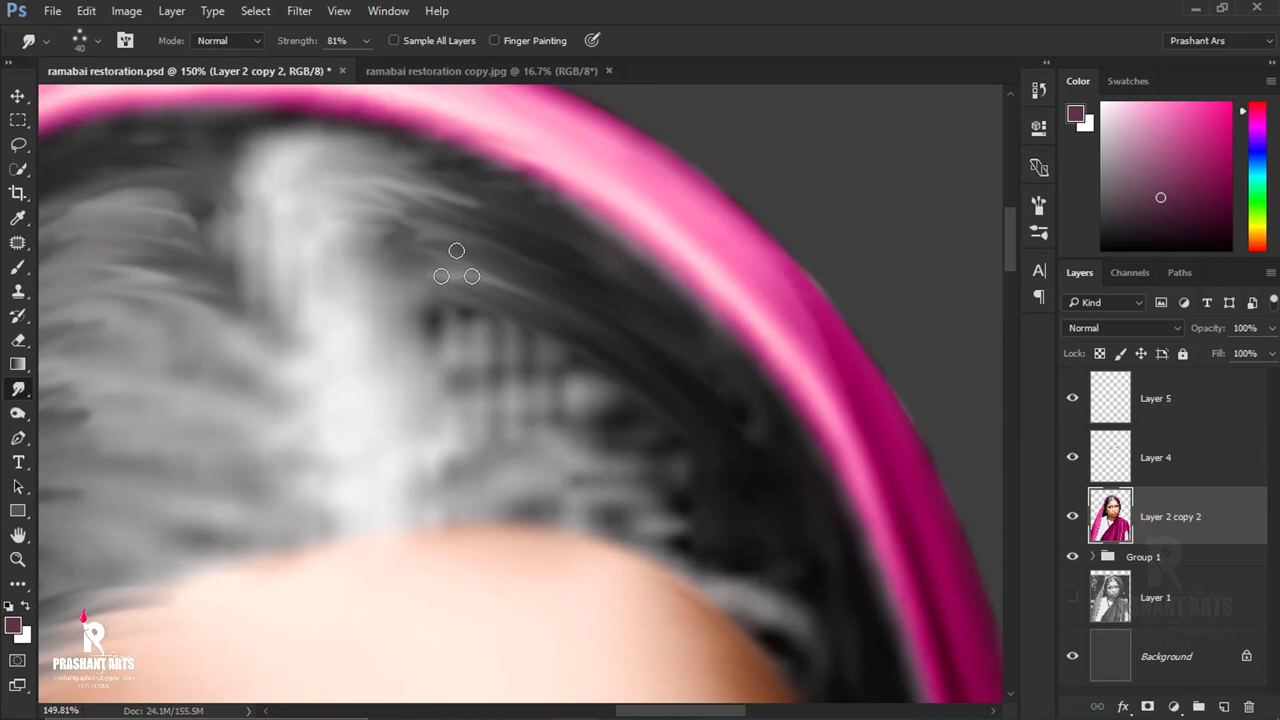 Ps File Edit Image Layer Type Select Filter 3D View Window Help
40 Mode: Normal Strength: 81% Sample All Layers Finger Painting Prashant Ars
ramabai restoration.psd @ 150% (Layer 2 copy 2, RGB/8) * × ramabai restoration copy.jpg @ 16.7% (RGB/8*) ×
Color Swatches
Layers Channels Paths
Kind
Normal Opacity: 100%
Lock: Fill: 100%
Layer 5
Layer 4
Layer 2 copy 2
Group 1
Layer 1
Background
PRASHANT ARTS
149.81% Doc: 24.1M/155.5M